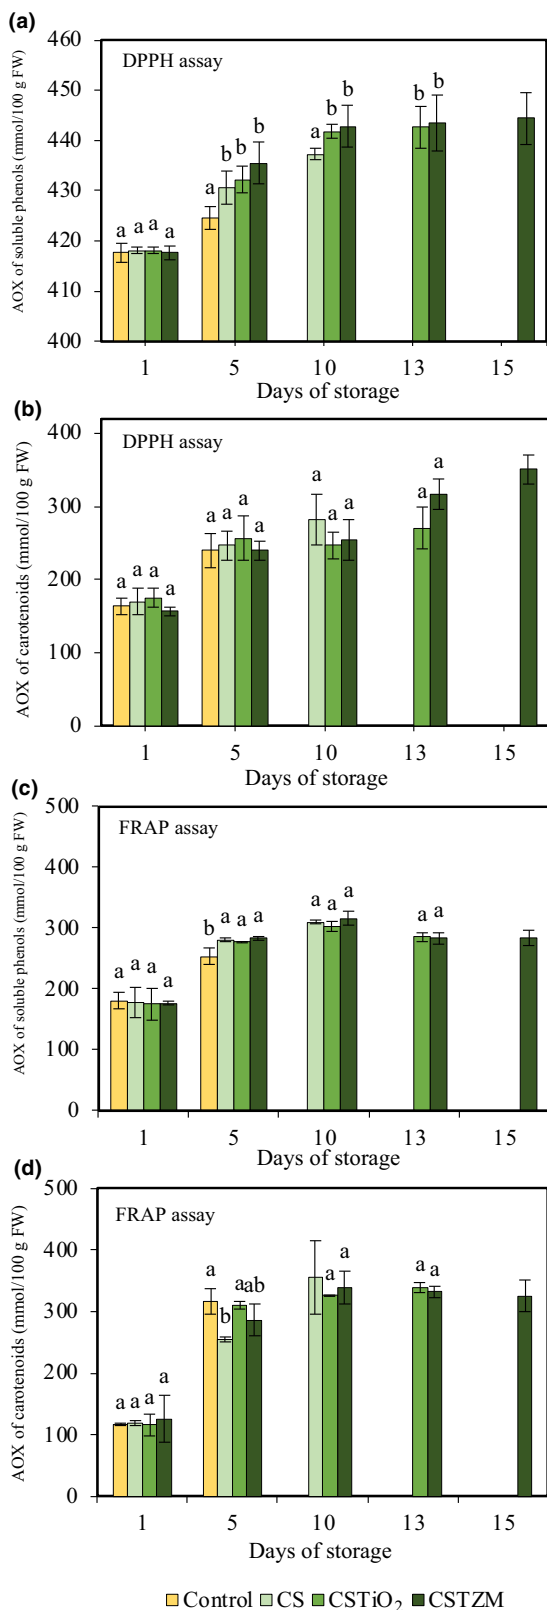 (a)
AOX of soluble phenols (mmol/100 g FW)
460
450
440
430
420
410
400
DPPH assay
a a a a
a b b b
a b b
b b
1 5 10 13 15
Days of storage
(b)
AOX of carotenoids (mmol/100 g FW)
400
300
200
100
0
DPPH assay
a a a a
a a a a
a a a
a a
1 5 10 13 15
Days of storage
(c)
AOX of soluble phenols (mmol/100 g FW)
500
400
300
200
100
0
FRAP assay
a a a a
b a a a
a a a
a a
1 5 10 13 15
Days of storage
(d)
AOX of carotenoids (mmol/100 g FW)
500
400
300
200
100
0
FRAP assay
a a a a
a b a ab
a a
a a
1 5 10 13 15
Days of storage
Control CS CSTiO₂ CSTZM